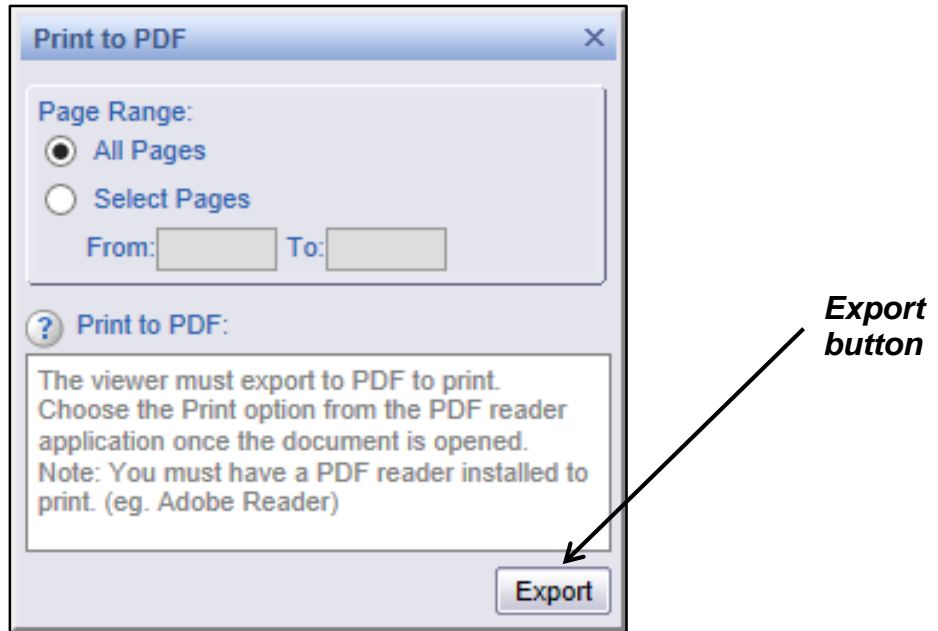 Print to PDF
Page Range:
All Pages
Select Pages
From: To:
? Print to PDF:
The viewer must export to PDF to print.
Choose the Print option from the PDF reader
application once the document is opened.
Note: You must have a PDF reader installed to
print. (eg. Adobe Reader)
Export
Export
button